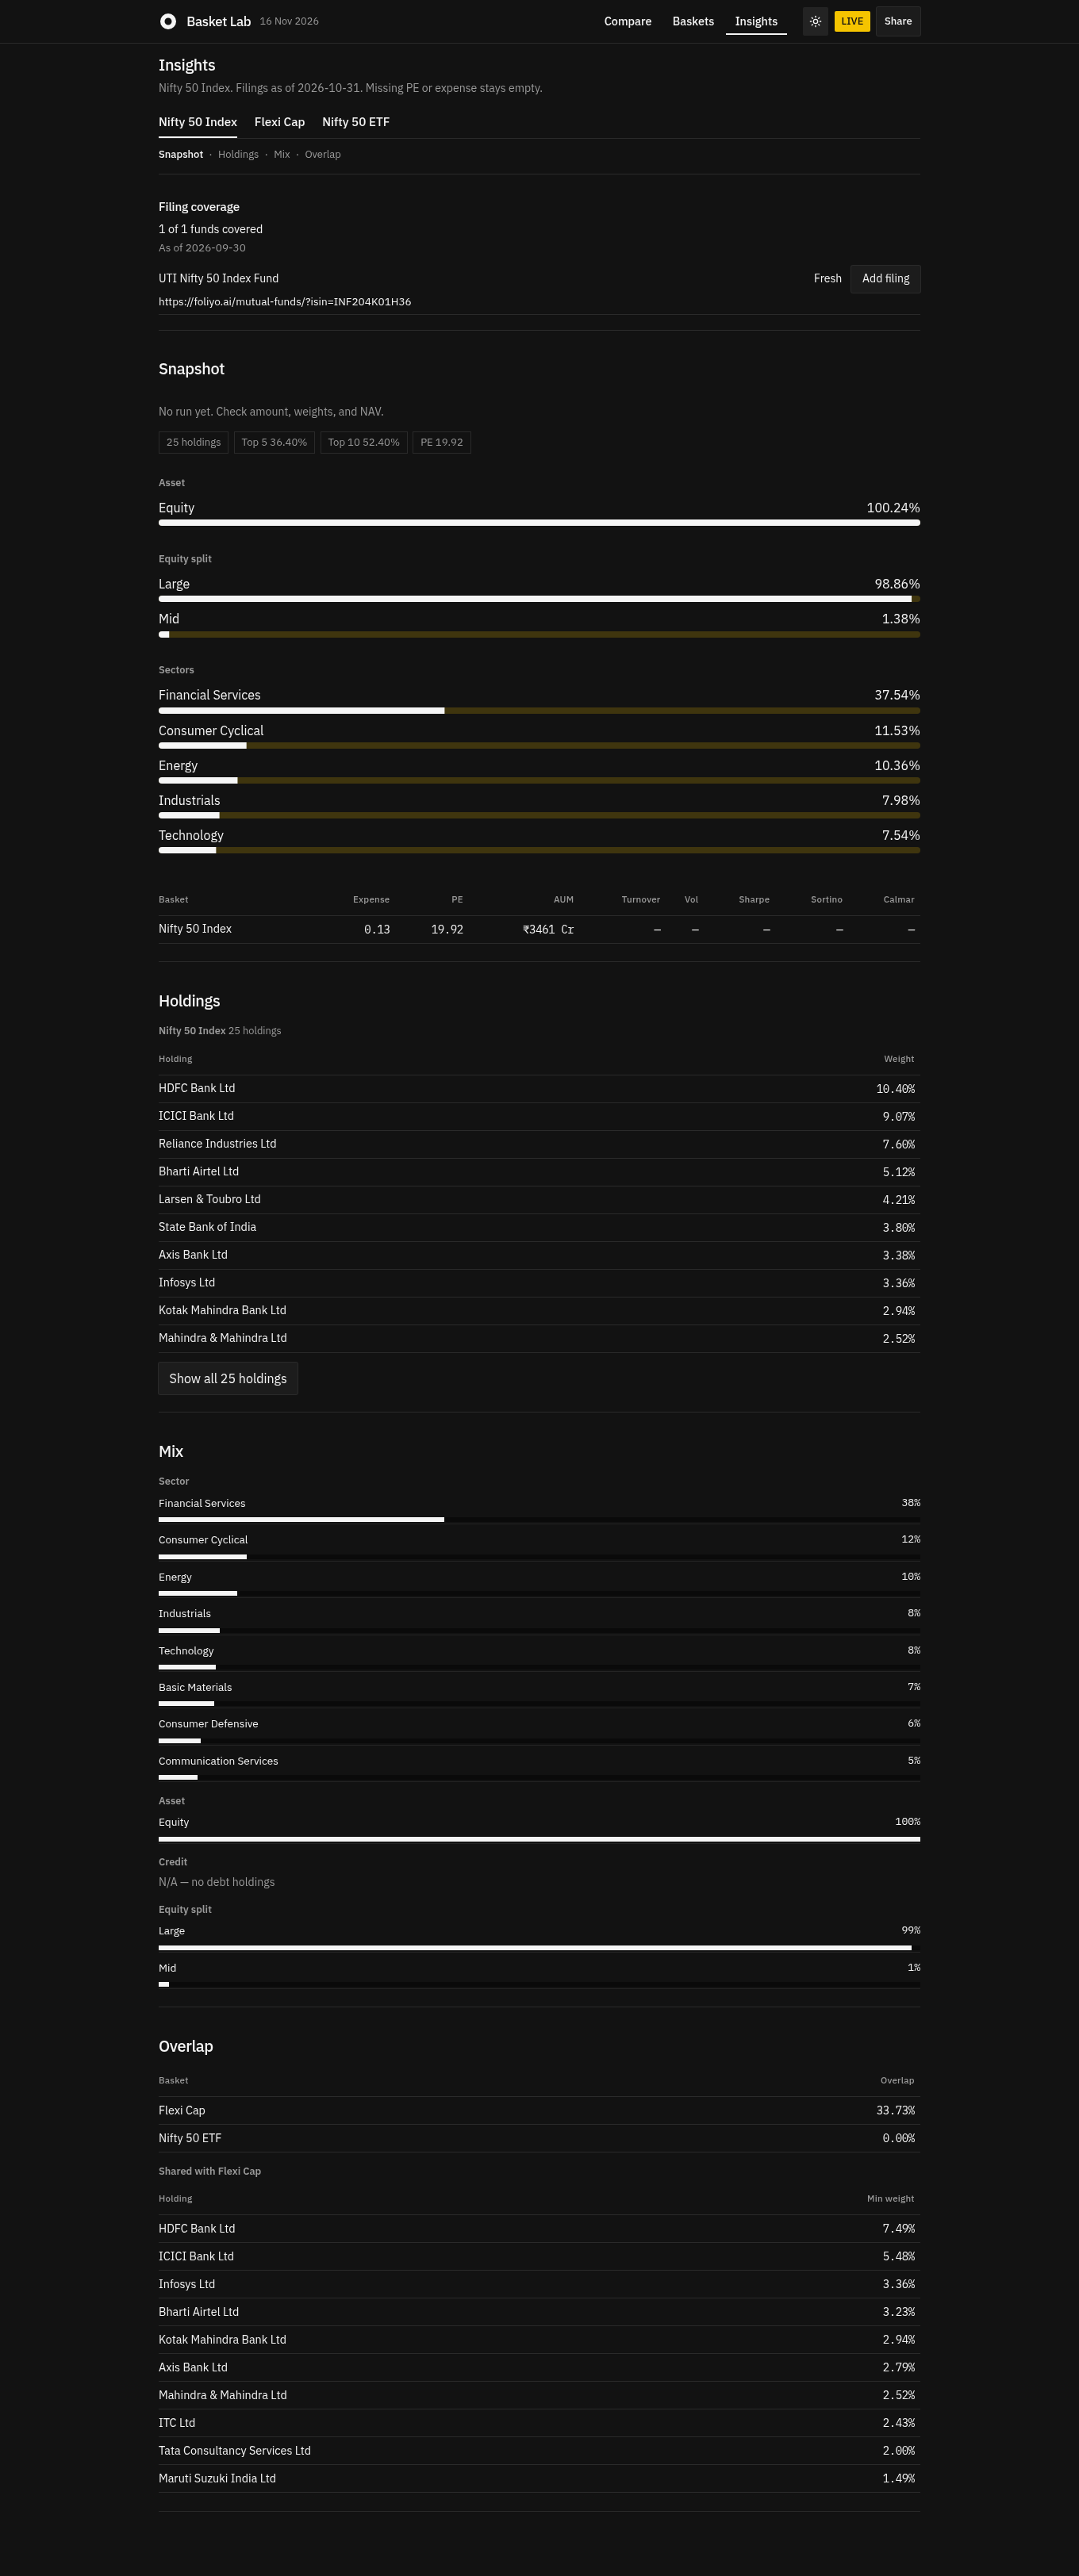 Basket Lab 16 Nov 2026 Compare Baskets Insights LIVE Share
Insights
Nifty 50 Index. Filings as of 2026-10-31. Missing PE or expense stays empty.
Nifty 50 Index Flexi Cap Nifty 50 ETF
Snapshot · Holdings · Mix · Overlap
Filing coverage
1 of 1 funds covered
As of 2026-09-30
UTI Nifty 50 Index Fund Fresh Add filing
https://foliyo.ai/mutual-funds/?isin=INF204K01H36
Snapshot
No run yet. Check amount, weights, and NAV.
25 holdings Top 5 36.40% Top 10 52.40% PE 19.92
Asset
Equity 100.24%
Equity split
Large 98.86%
Mid 1.38%
Sectors
Financial Services 37.54%
Consumer Cyclical 11.53%
Energy 10.36%
Industrials 7.98%
Technology 7.54%
Basket Expense PE AUM Turnover Vol Sharpe Sortino Calmar
Nifty 50 Index 0.13 19.92 ₹3461 Cr — — — — —
Holdings
Nifty 50 Index 25 holdings
Holding Weight
HDFC Bank Ltd 10.40%
ICICI Bank Ltd 9.07%
Reliance Industries Ltd 7.60%
Bharti Airtel Ltd 5.12%
Larsen & Toubro Ltd 4.21%
State Bank of India 3.80%
Axis Bank Ltd 3.38%
Infosys Ltd 3.36%
Kotak Mahindra Bank Ltd 2.94%
Mahindra & Mahindra Ltd 2.52%
Show all 25 holdings
Mix
Sector
Financial Services 38%
Consumer Cyclical 12%
Energy 10%
Industrials 8%
Technology 8%
Basic Materials 7%
Consumer Defensive 6%
Communication Services 5%
Asset
Equity 100%
Credit
N/A — no debt holdings
Equity split
Large 99%
Mid 1%
Overlap
Basket Overlap
Flexi Cap 33.73%
Nifty 50 ETF 0.00%
Shared with Flexi Cap
Holding Min weight
HDFC Bank Ltd 7.49%
ICICI Bank Ltd 5.48%
Infosys Ltd 3.36%
Bharti Airtel Ltd 3.23%
Kotak Mahindra Bank Ltd 2.94%
Axis Bank Ltd 2.79%
Mahindra & Mahindra Ltd 2.52%
ITC Ltd 2.43%
Tata Consultancy Services Ltd 2.00%
Maruti Suzuki India Ltd 1.49%